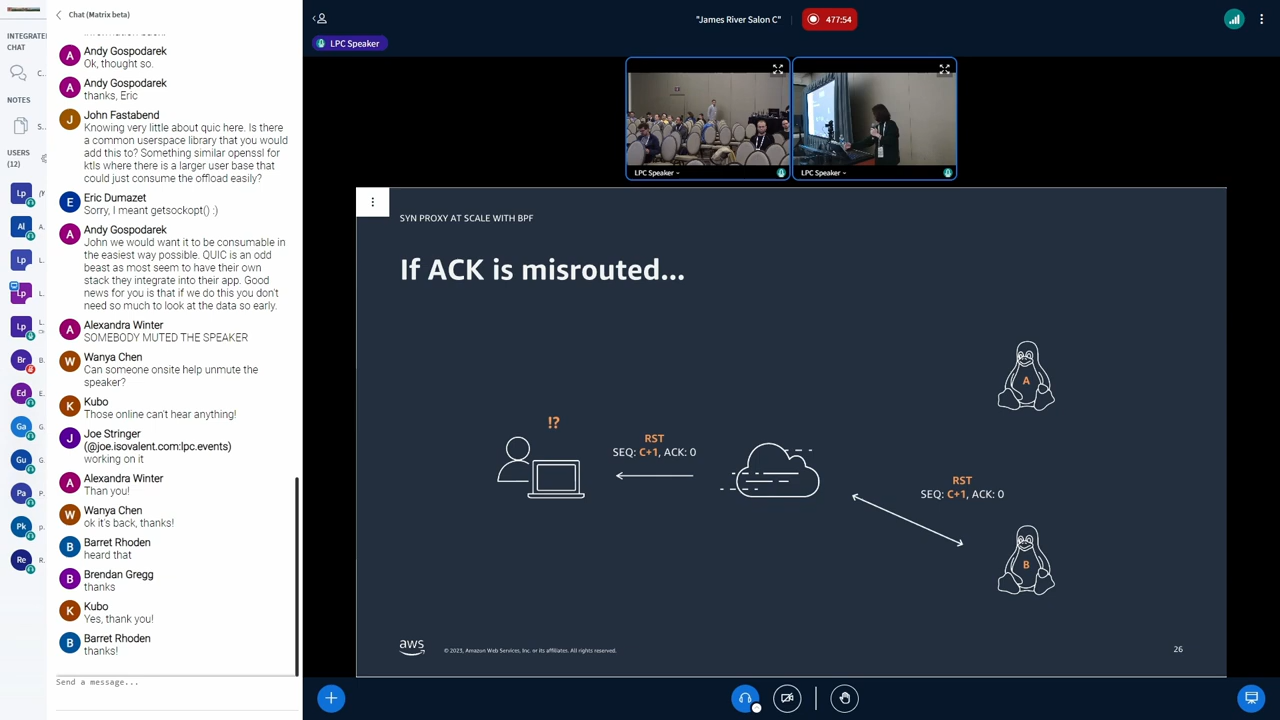 Chat (Matrix beta)
INTEGRATE
CHAT
NOTES
USERS
(12)
Andy Gospodarek
Ok, thought so.
Andy Gospodarek
thanks, Eric
John Fastabend
Knowing very little about quic here. Is there
a common userspace library that you would
add this to? Something similar openssl for
ktls where there is a larger user base that
could just consume the offload easily?
Eric Dumazet
Sorry, I meant getsockopt() :)
Andy Gospodarek
John we would want it to be consumable in
the easiest way possible. QUIC is an odd
beast as most seem to have their own
stack they integrate into their app. Good
news for you is that if we do this you don't
need so much to look at the data so early.
Alexandra Winter
SOMEBODY MUTED THE SPEAKER
Wanya Chen
Can someone onsite help unmute the
speaker?
Kubo
Those online can't hear anything!
Joe Stringer
(@joe.isovalent.com:lpc.events)
working on it
Alexandra Winter
Than you!
Wanya Chen
ok it's back, thanks!
Barret Rhoden
heard that
Brendan Gregg
thanks
Kubo
Yes, thank you!
Barret Rhoden
thanks!
Send a message...
"James River Salon C"
477:54
LPC Speaker
LPC Speaker
LPC Speaker
SYN PROXY AT SCALE WITH BPF
If ACK is misrouted...
!?
RST
SEQ: C+1, ACK: 0
A
RST
SEQ: C+1, ACK: 0
B
aws
© 2023, Amazon Web Services, Inc. or its affiliates. All rights reserved.
26